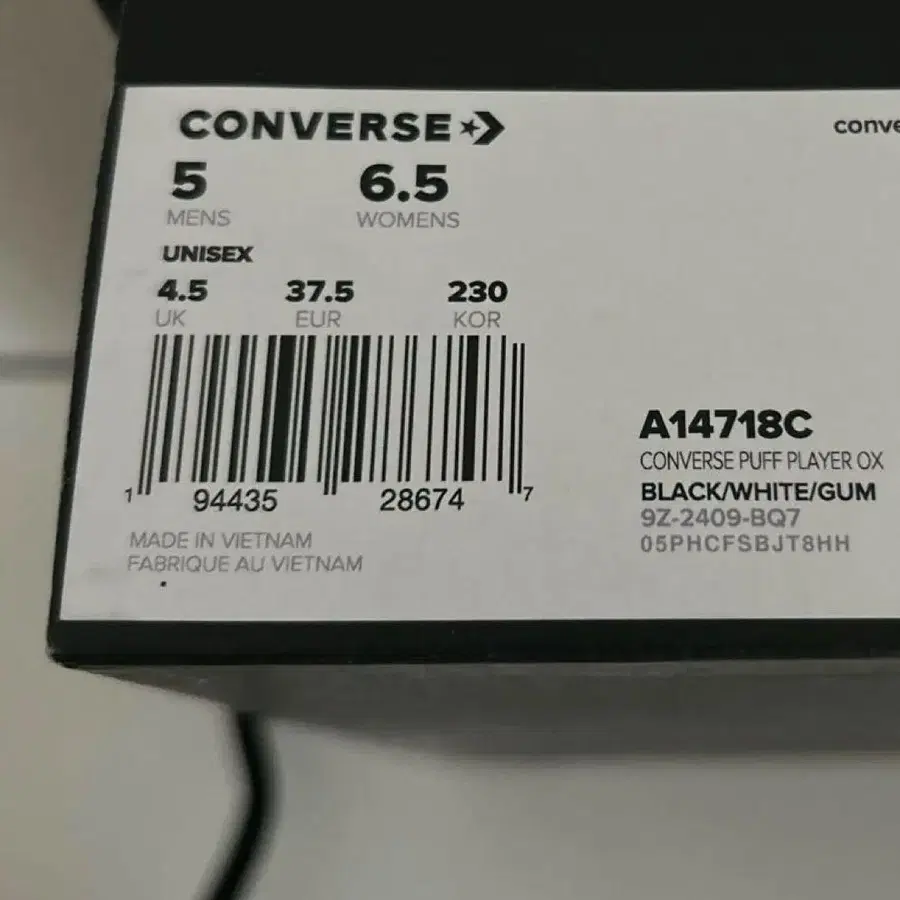 CONVERSE
5 6.5
MENS WOMENS
UNISEX
4.5 37.5 230
UK EUR KOR
1 94435 28674 7
MADE IN VIETNAM
FABRIQUE AU VIETNAM
conve
A14718C
CONVERSE PUFF PLAYER OX
BLACK/WHITE/GUM
9Z-2409-BQ7
05PHCFSBJT8HH